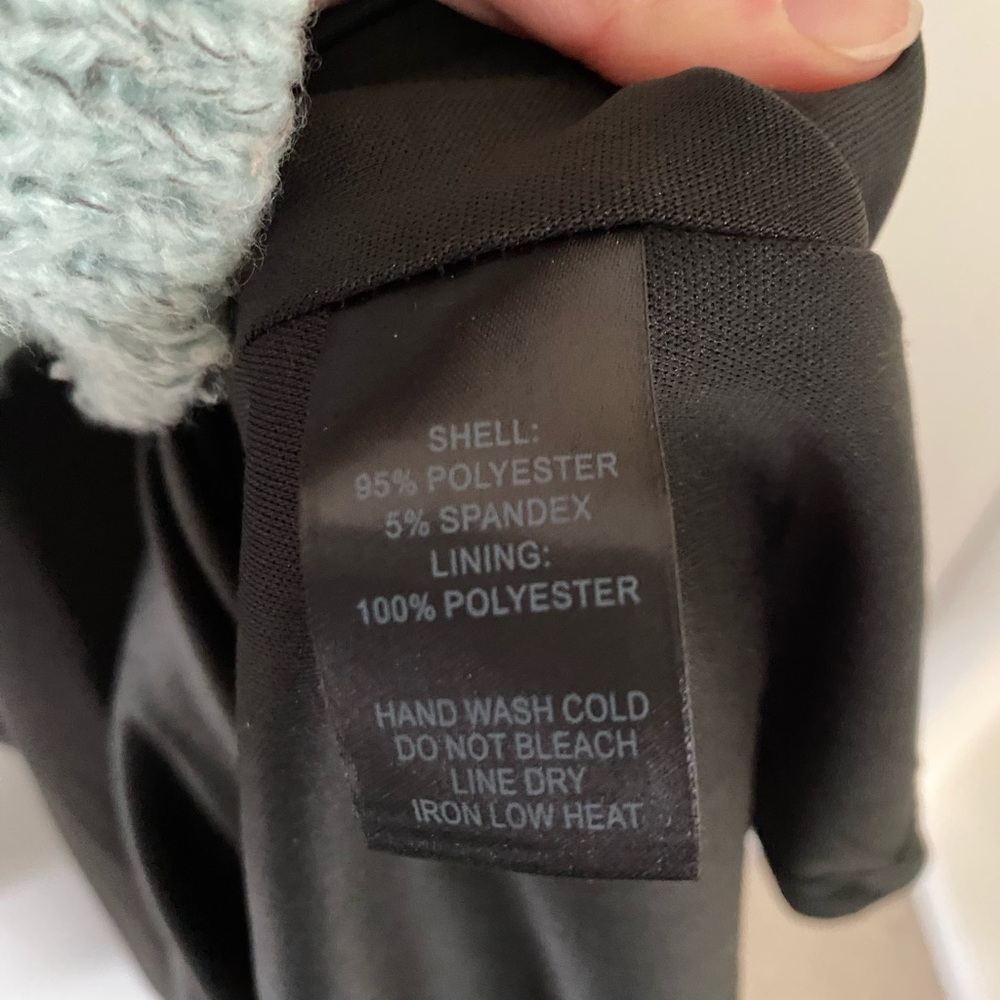 SHELL:
95% POLYESTER
5% SPANDEX
LINING:
100% POLYESTER
HAND WASH COLD
DO NOT BLEACH
LINE DRY
IRON LOW HEAT